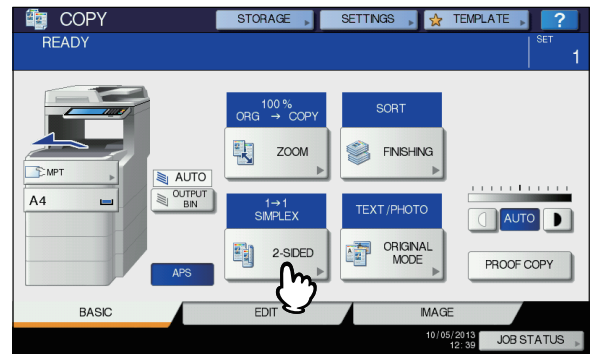 COPY
STORAGE
SETTINGS
TEMPLATE
?
READY
SET
1
100 %
ORG → COPY
ZOOM
SORT
FINISHING
MPT
A4
AUTO
OUTPUT
BIN
APS
1→1
SIMPLEX
2-SIDED
TEXT/PHOTO
ORIGINAL
MODE
AUTO
PROOF COPY
BASIC
EDIT
IMAGE
10/05/2013
12:39
JOB STATUS